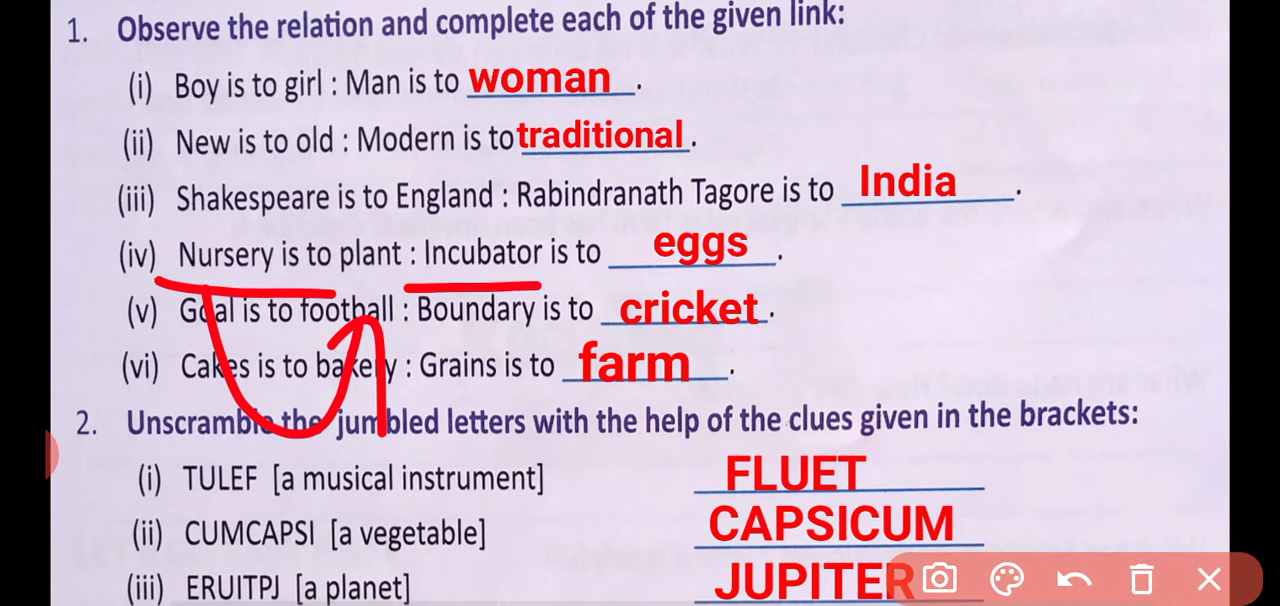 1. Observe the relation and complete each of the given link:
(i) Boy is to girl : Man is to woman.
(ii) New is to old : Modern is to traditional.
(iii) Shakespeare is to England : Rabindranath Tagore is to India.
(iv) Nursery is to plant : Incubator is to eggs.
(v) Goal is to football : Boundary is to cricket.
(vi) Cakes is to bakery : Grains is to farm.
2. Unscramble the jumbled letters with the help of the clues given in the brackets:
(i) TULEF [a musical instrument] FLUET
(ii) CUMCAPSI [a vegetable] CAPSICUM
(iii) ERUITPJ [a planet] JUPITER